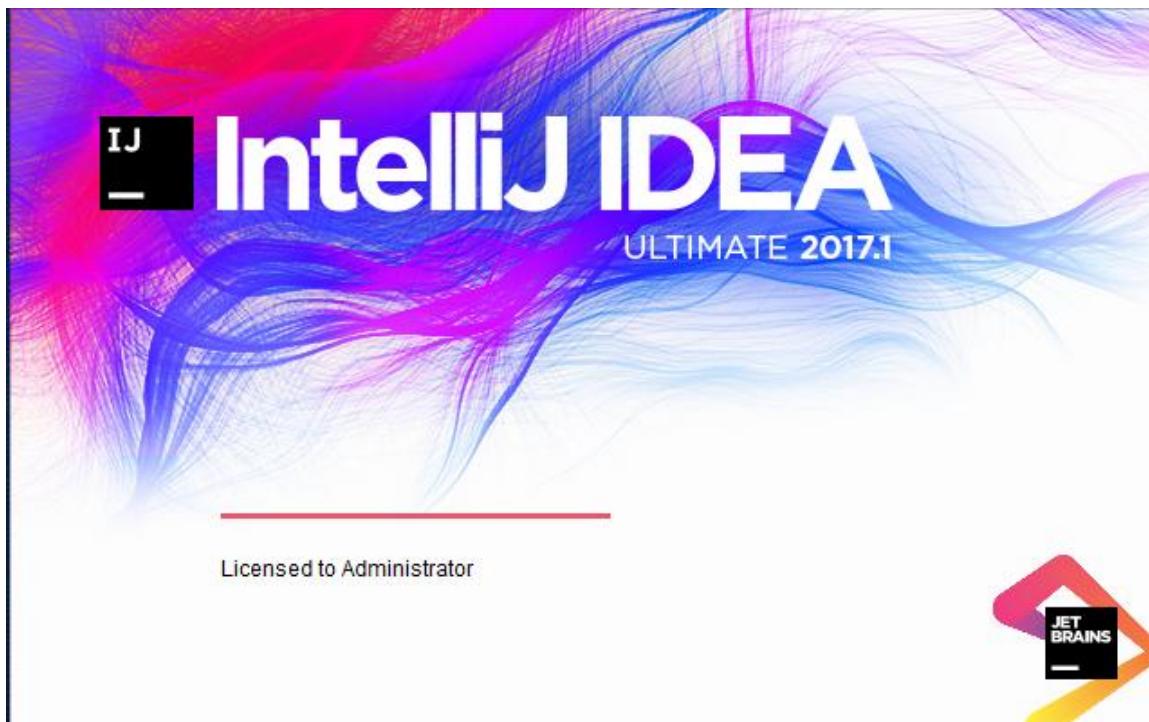 IJ
IntelliJ IDEA
ULTIMATE 2017.1
Licensed to Administrator
JET
BRAINS